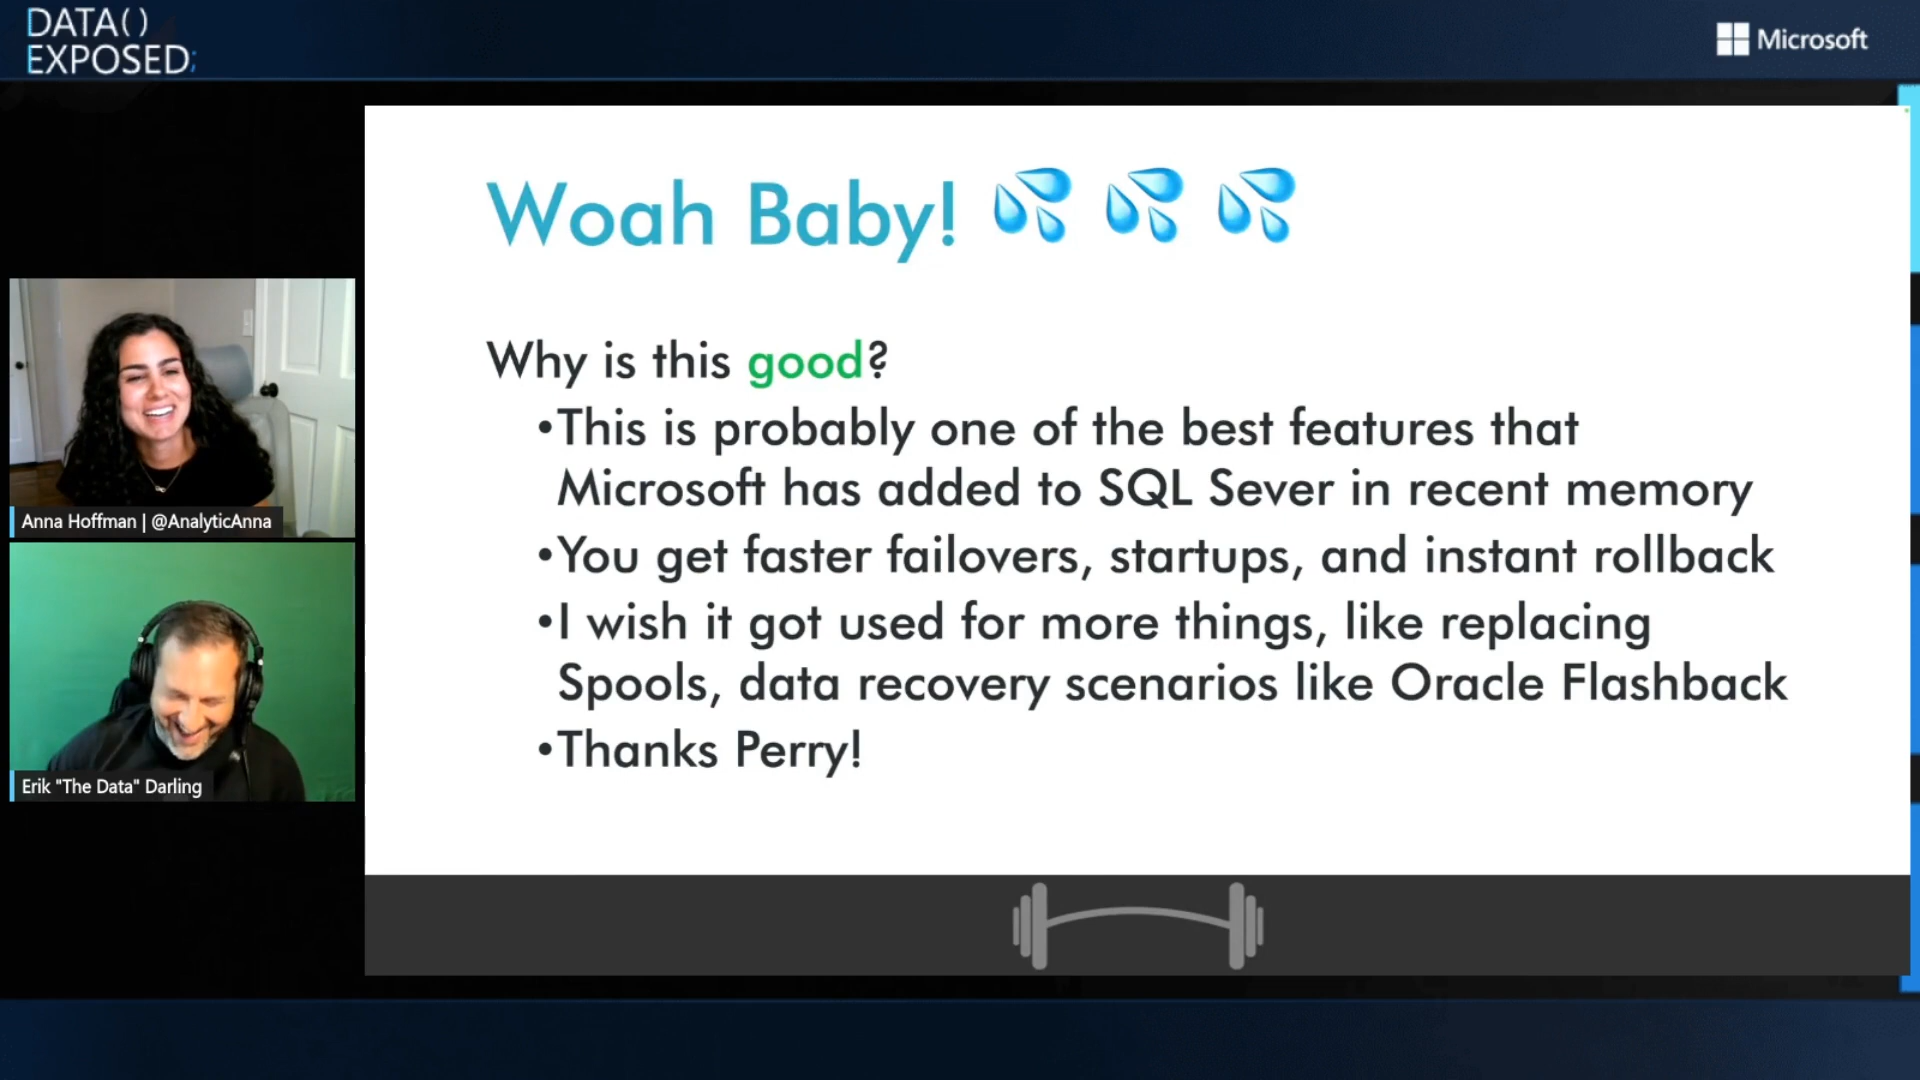 DATA()
EXPOSED;
Microsoft
Woah Baby! 💦 💦 💦
Why is this good?
•This is probably one of the best features that
Microsoft has added to SQL Sever in recent memory
•You get faster failovers, startups, and instant rollback
•I wish it got used for more things, like replacing
Spools, data recovery scenarios like Oracle Flashback
•Thanks Perry!
Anna Hoffman | @AnalyticAnna
Erik "The Data" Darling